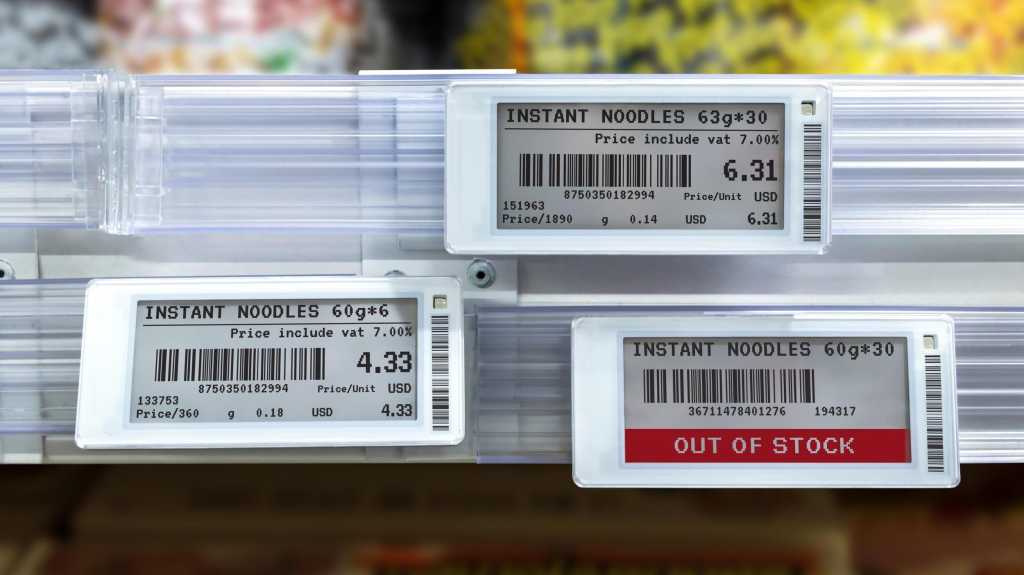 INSTANT NOODLES 63g*30
Price include vat 7.00%
6.31
8750350182994 Price/Unit USD
151963
Price/1890 g 0.14 USD 6.31
INSTANT NOODLES 60g*6
Price include vat 7.00%
4.33
8750350182994 Price/Unit USD
133753
Price/360 g 0.18 USD 4.33
INSTANT NOODLES 60g*30
36711478401276 194317
OUT OF STOCK